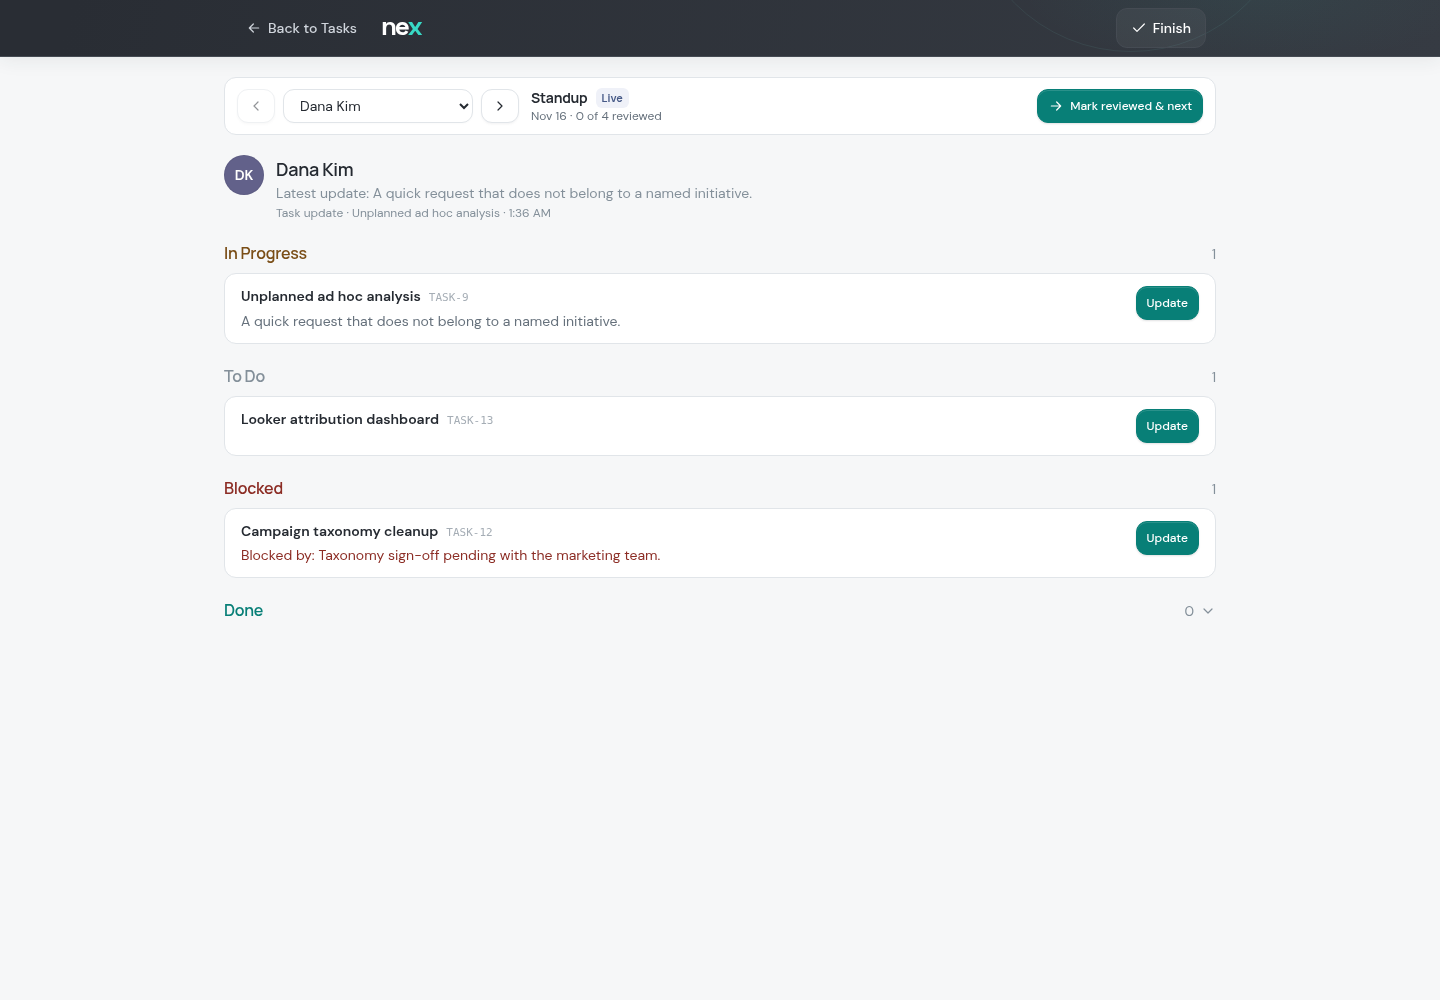 Back to Tasks
nex
Finish
Dana Kim
Standup Live
Nov 16 · 0 of 4 reviewed
Mark reviewed & next
DK
Dana Kim
Latest update: A quick request that does not belong to a named initiative.
Task update · Unplanned ad hoc analysis · 1:36 AM
In Progress 1
Unplanned ad hoc analysis TASK-9
Update
A quick request that does not belong to a named initiative.
To Do 1
Looker attribution dashboard TASK-13
Update
Blocked 1
Campaign taxonomy cleanup TASK-12
Update
Blocked by: Taxonomy sign-off pending with the marketing team.
Done 0